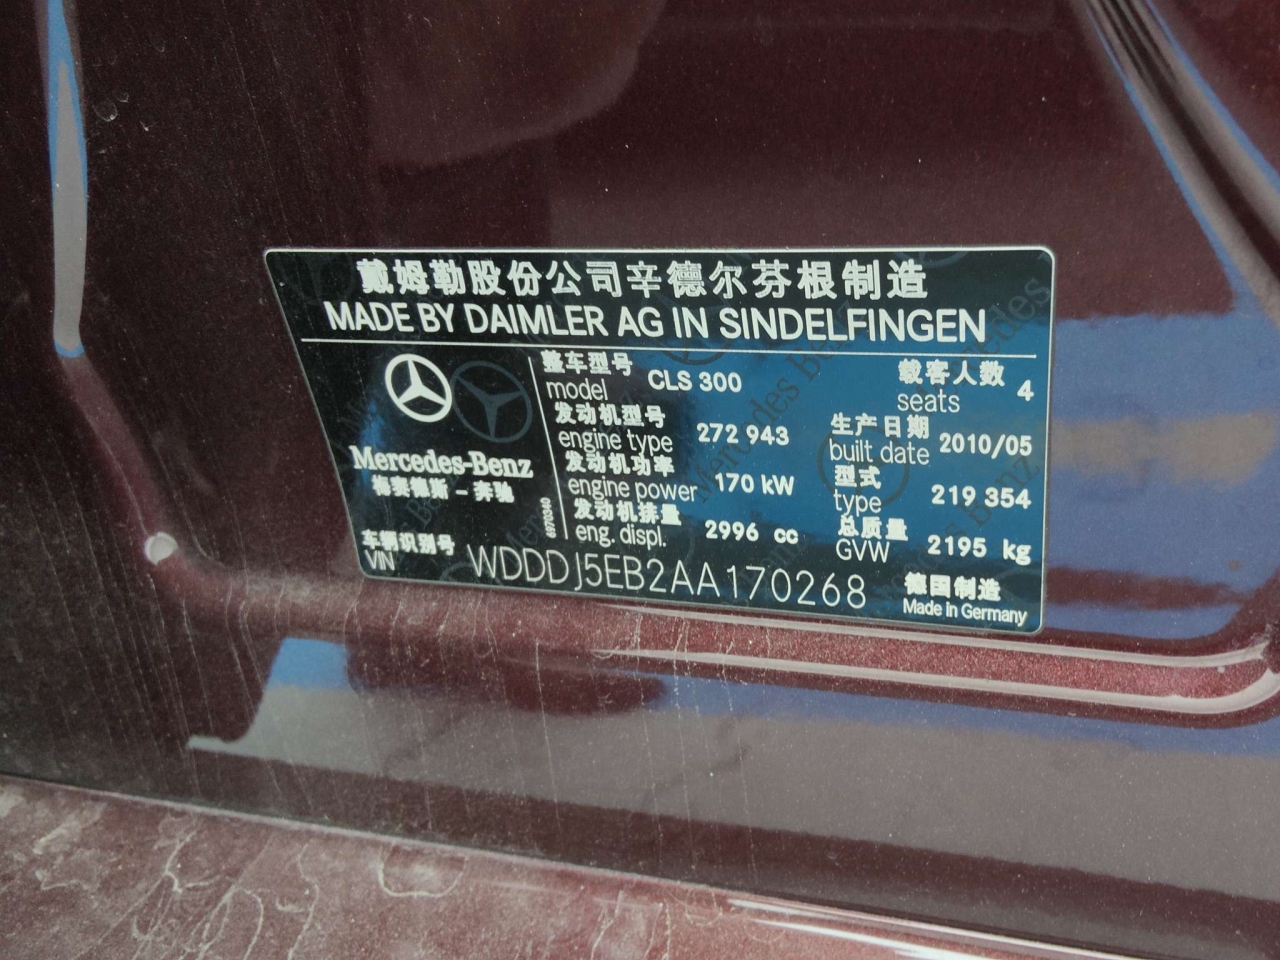 戴姆勒股份公司辛德尔芬根制造
MADE BY DAIMLER AG IN SINDELFINGEN
整车型号 model CLS 300
载客人数 seats 4
发动机型号 engine type 272 943
生产日期 built date 2010/05
发动机功率 engine power 170 kW
型式 type 219 354
发动机排量 eng. displ. 2996 cc
总质量 GVW 2195 kg
Mercedes-Benz
梅赛德斯－奔驰
6970340
车辆识别号 VIN WDDDJ5EB2AA170268
德国制造
Made in Germany